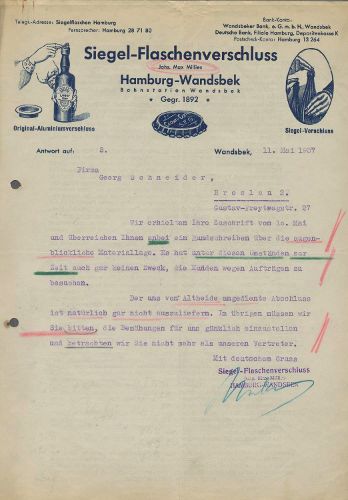 Telegr.-Adresse: Siegelflaschen Hamburg
Fernsprecher: Hamburg 28 71 80
Bank-Konto:
Wandsbeker Bank, e. G. m. b. H., Wandsbek
Deutsche Bank, Filiale Hamburg, Depositenkasse K
Postscheck-Konto: Hamburg 13 264
Siegel-Flaschenverschluss
Johs. Max Milles
Hamburg-Wandsbek
Bahnstation Wandsbek
* Gegr. 1892 *
Original-Aluminiumverschluss
Siegel-Verschluss
Antwort auf: S.
Wandsbek, 11. Mai 1937
Firma
Georg Schneider,
Breslau 2.
Gustav-Freytagstr. 27
Wir erhielten Ihre Zuschrift vom 10. Mai
und überreichen Ihnen anbei ein Rundschreiben über die augen-
blickliche Materiallage. Es hat unter diesen Umständen zur
Zeit auch gar keinen Zweck, die Kunden wegen Aufträgen zu
besuchen.
Der uns von Altheide angediente Abschluss
ist natürlich gar nicht auszuliefern. Im übrigen müssen wir
Sie bitten, die Bemühungen für uns gänzlich einzustellen
und betrachten wir Sie nicht mehr als unseren Vertreter.
Mit deutschem Gruss
Siegel-Flaschenverschluss
HAMBURG-WANDSBEK